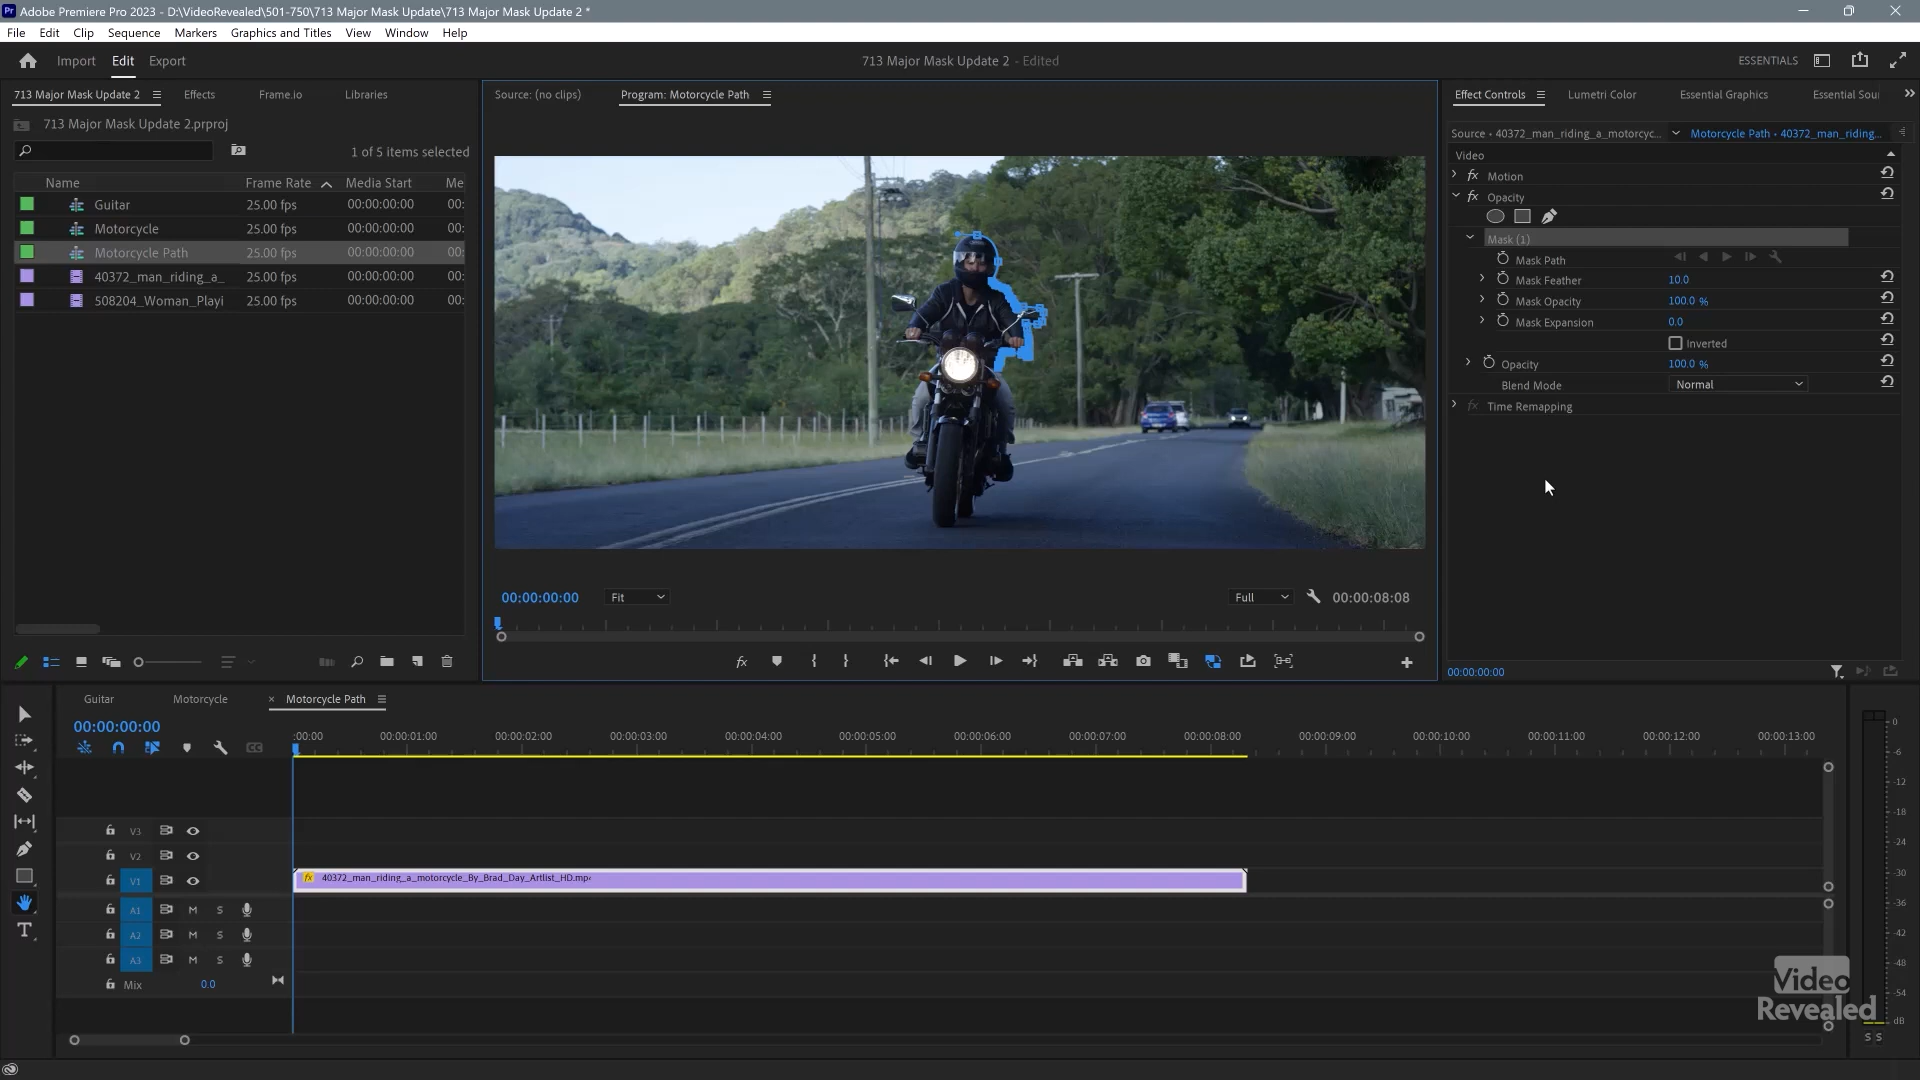 Pr Adobe Premiere Pro 2023 - D:\VideoRevealed\501-750\713 Major Mask Update\713 Major Mask Update 2 *
File Edit Clip Sequence Markers Graphics and Titles View Window Help
Import Edit Export
713 Major Mask Update 2 - Edited
ESSENTIALS
713 Major Mask Update 2 Effects Frame.io Libraries
713 Major Mask Update 2.prproj
1 of 5 items selected
Name Frame Rate Media Start Me
Guitar 25.00 fps 00:00:00:00 00:
Motorcycle 25.00 fps 00:00:00:00 00:
Motorcycle Path 25.00 fps 00:00:00:00 00:
40372_man_riding_a_ 25.00 fps 00:00:00:00 00:
508204_Woman_Playi 25.00 fps 00:00:00:00 00:
Source: (no clips) Program: Motorcycle Path
00:00:00:00 Fit Full 00:00:08:08
fx
Effect Controls Lumetri Color Essential Graphics Essential Sou
Source • 40372_man_riding_a_motorcyc... Motorcycle Path • 40372_man_riding...
Video
fx Motion
fx Opacity
Mask (1)
Mask Path
Mask Feather 10.0
Mask Opacity 100.0 %
Mask Expansion 0.0
Inverted
Opacity 100.0 %
Blend Mode Normal
fx Time Remapping
00:00:00:00
Guitar Motorcycle × Motorcycle Path
00:00:00:00
:00:00 00:00:01:00 00:00:02:00 00:00:03:00 00:00:04:00 00:00:05:00 00:00:06:00 00:00:07:00 00:00:08:00 00:00:09:00 00:00:10:00 00:00:11:00 00:00:12:00 00:00:13:00
CC
V3
V2
V1
fx 40372_man_riding_a_motorcycle_By_Brad_Day_Artlist_HD.mp4
A1 M S
A2 M S
A3 M S
Mix 0.0
T
0
-6
-12
-18
-24
-30
-36
-42
-48
-54
dB
S S
Video
Revealed